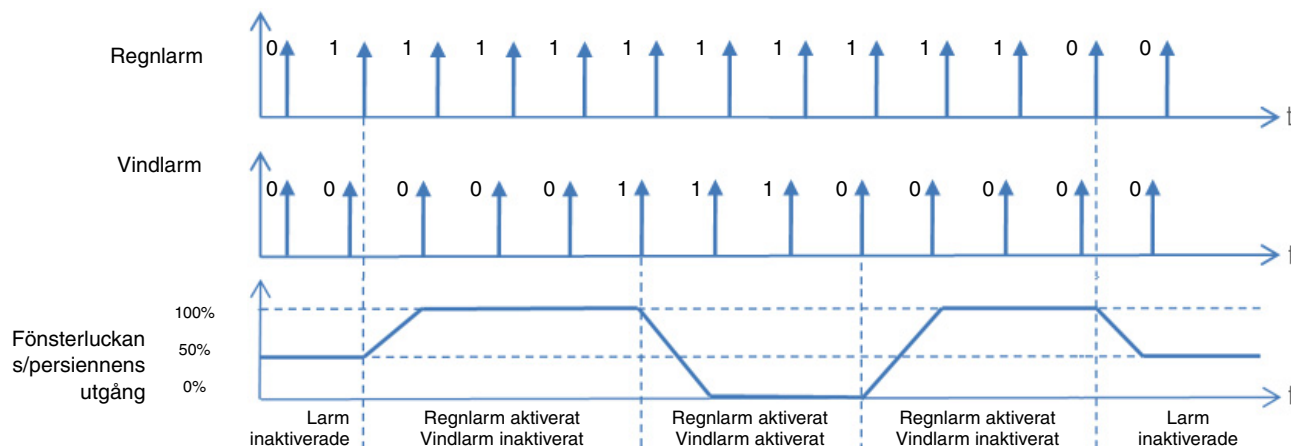 Regnlarm
0 1 1 1 1 1 1 1 1 1 1 0 0
t
Vindlarm
0 0 0 0 0 1 1 1 0 0 0 0 0
t
Fönsterluckan
s/persiennens
utgång
100%
50%
0%
t
Larm
inaktiverade
Regnlarm aktiverat
Vindlarm inaktiverat
Regnlarm aktiverat
Vindlarm aktiverat
Regnlarm aktiverat
Vindlarm inaktiverat
Larm
inaktiverade